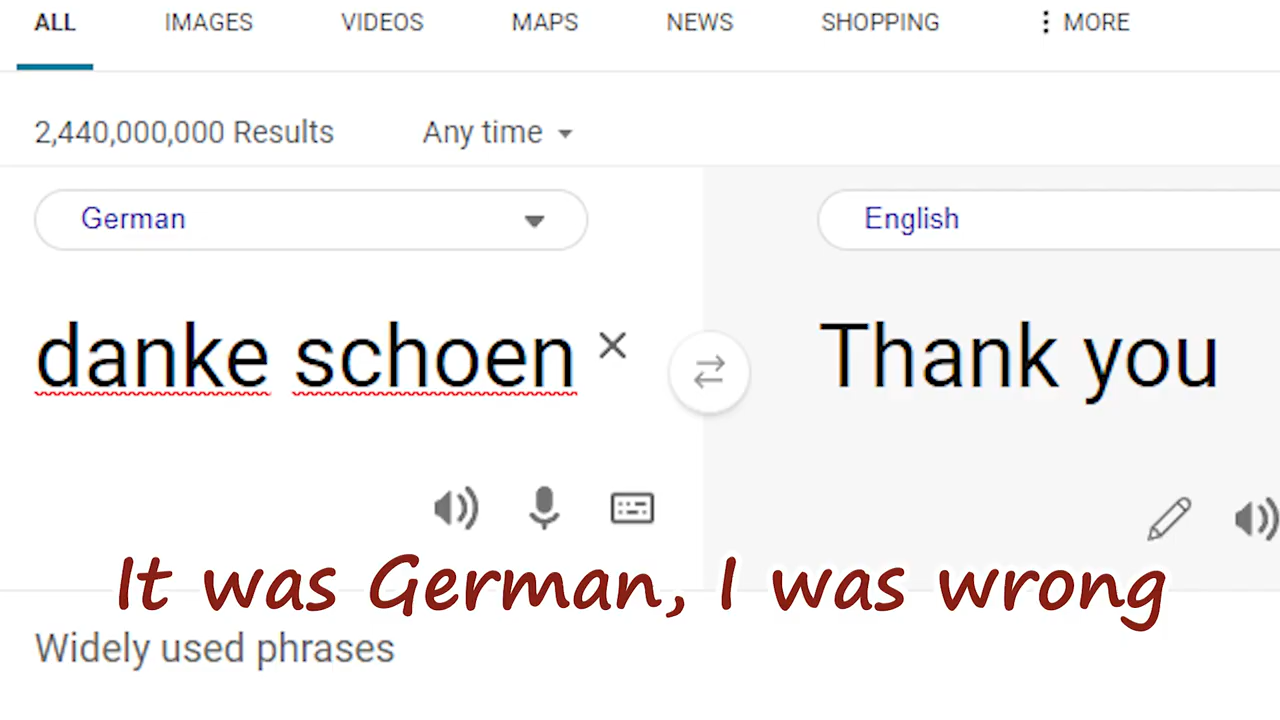 ALL IMAGES VIDEOS MAPS NEWS SHOPPING MORE
2,440,000,000 Results Any time
German English
danke schoen Thank you
It was German, I was wrong
Widely used phrases